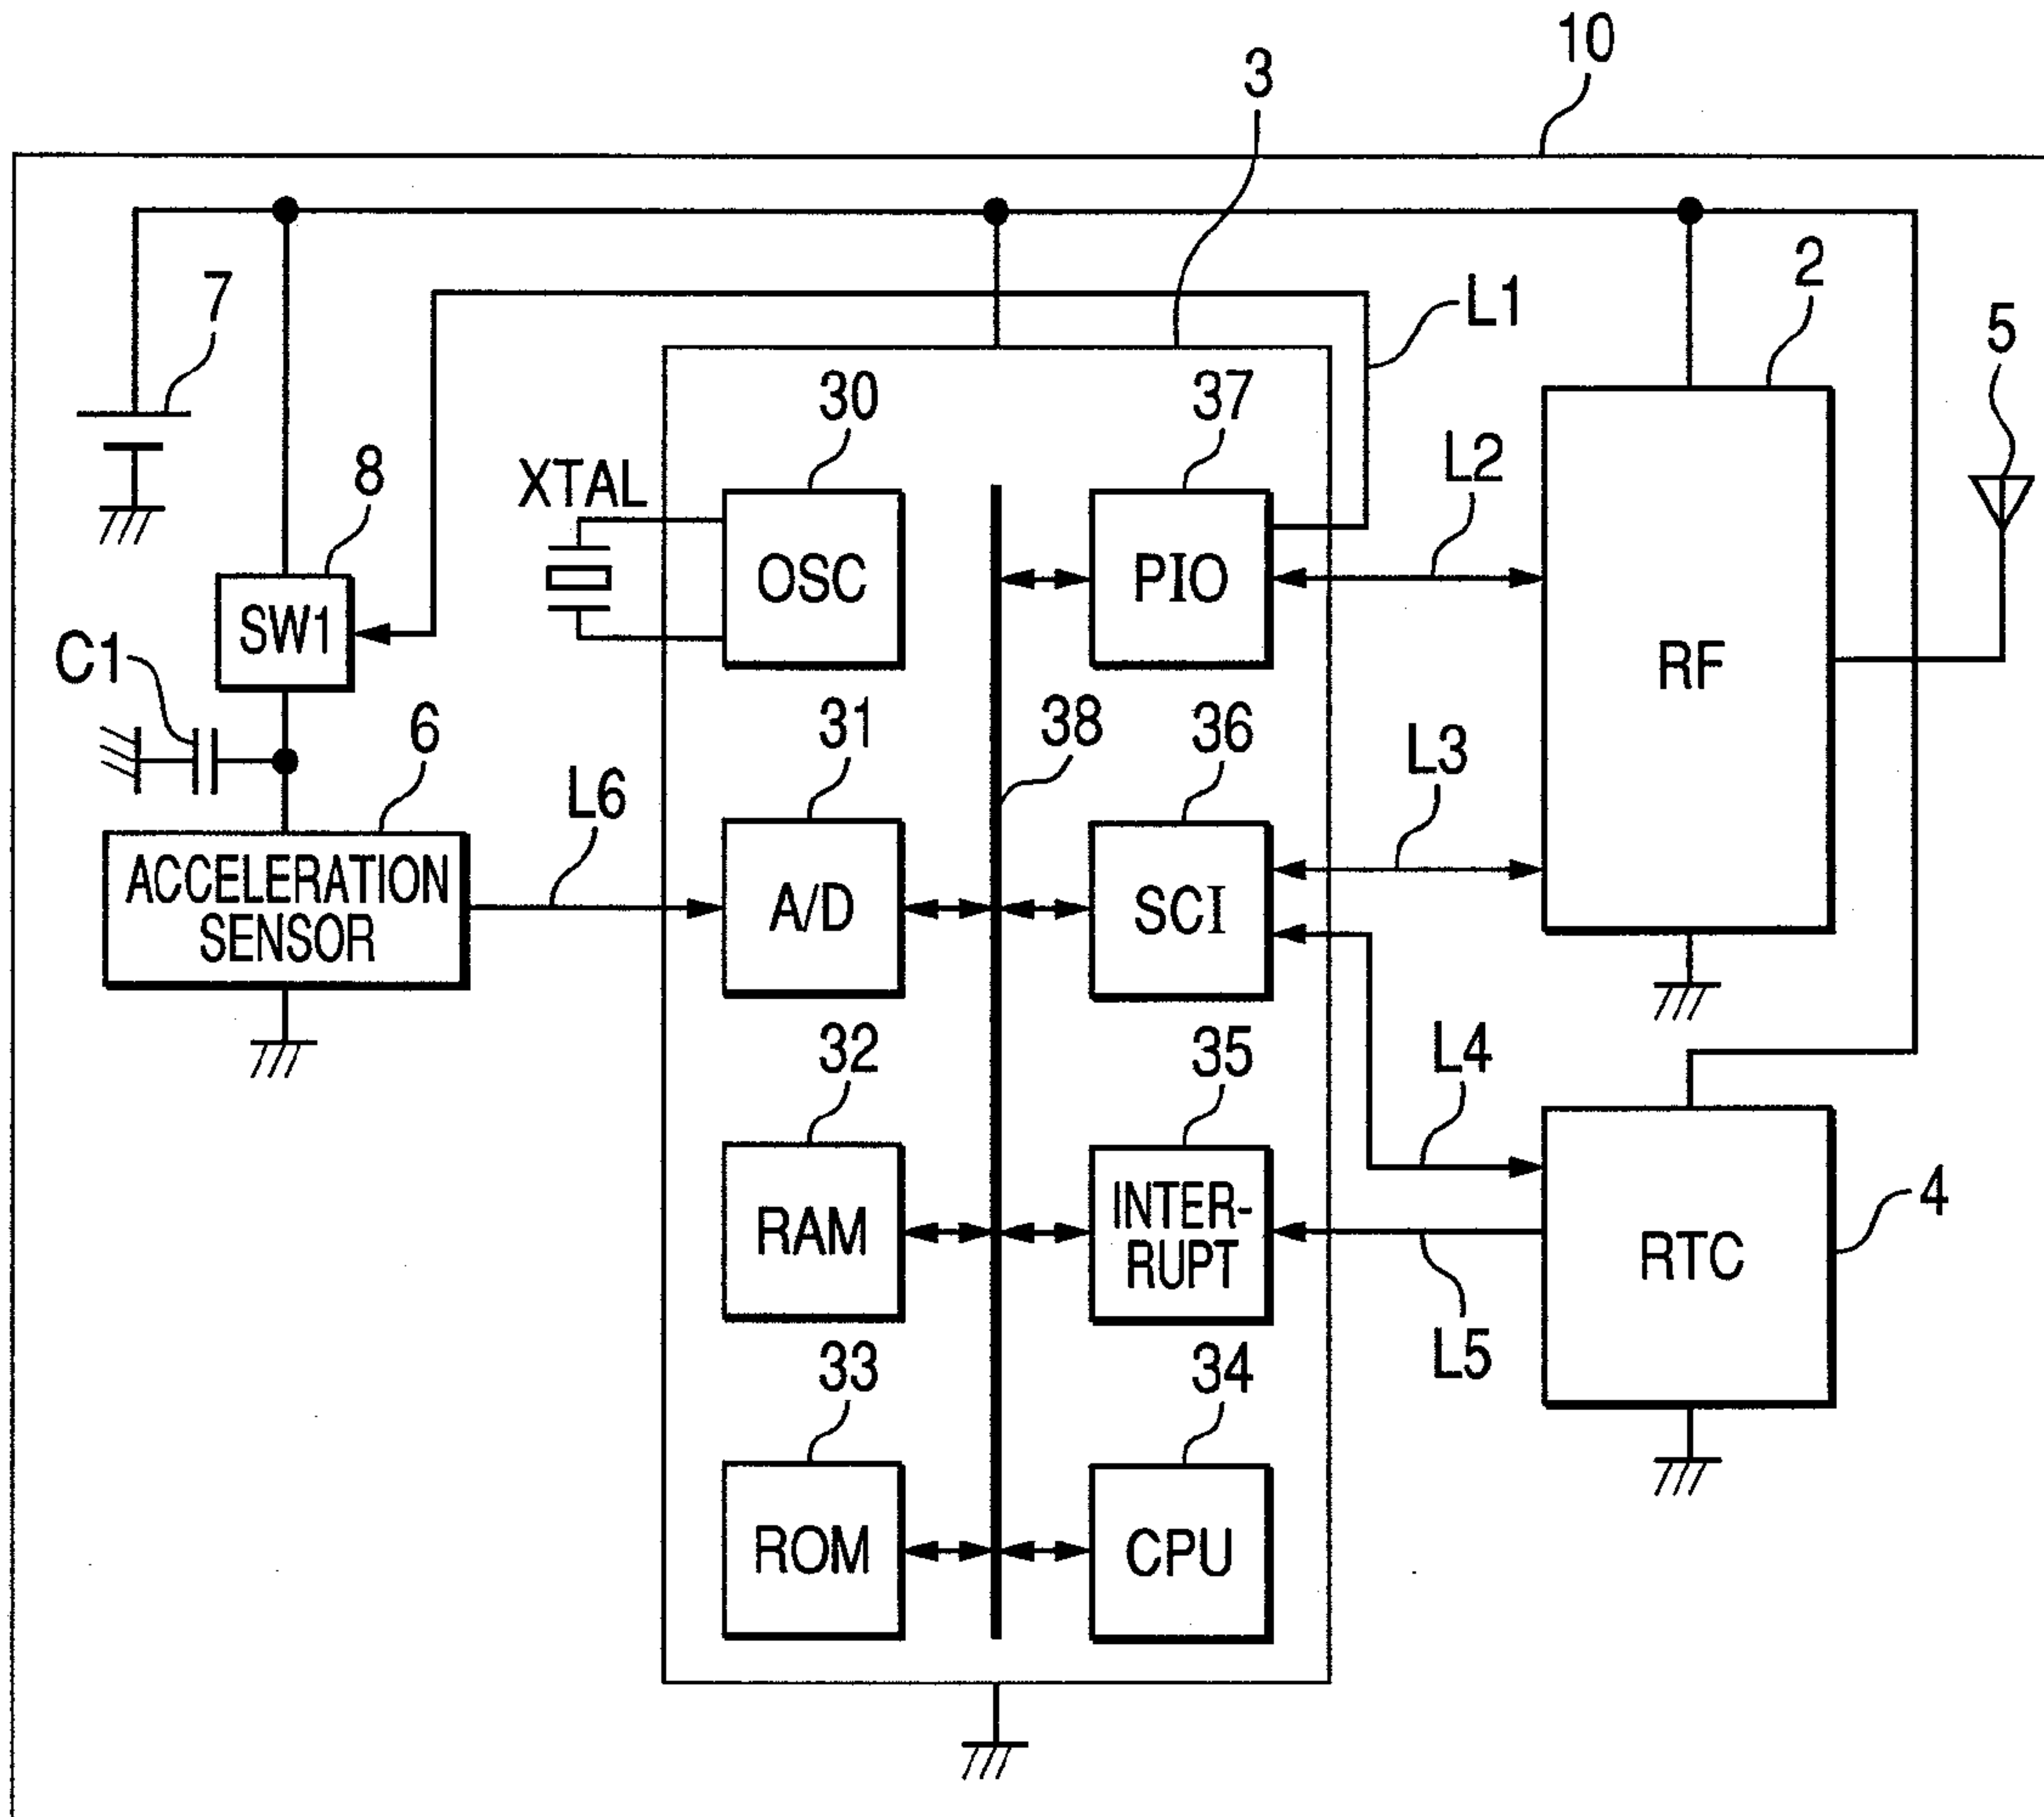 10
3
7
L1
2
5
30
37
8
XTAL
L2
OSC
PIO
SW1
RF
C1
6
31
38
36
L3
L6
ACCELERATION
SENSOR
A/D
SCI
32
35
L4
4
RAM
INTER-
RUPT
RTC
33
34
L5
ROM
CPU